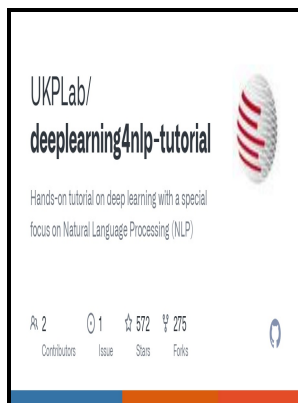 UKPLab/
deeplearning4nlp-tutorial
Hands-on tutorial on deep learning with a special
focus on Natural Language Processing (NLP)
2 1 572 275
Contributors Issue Stars Forks